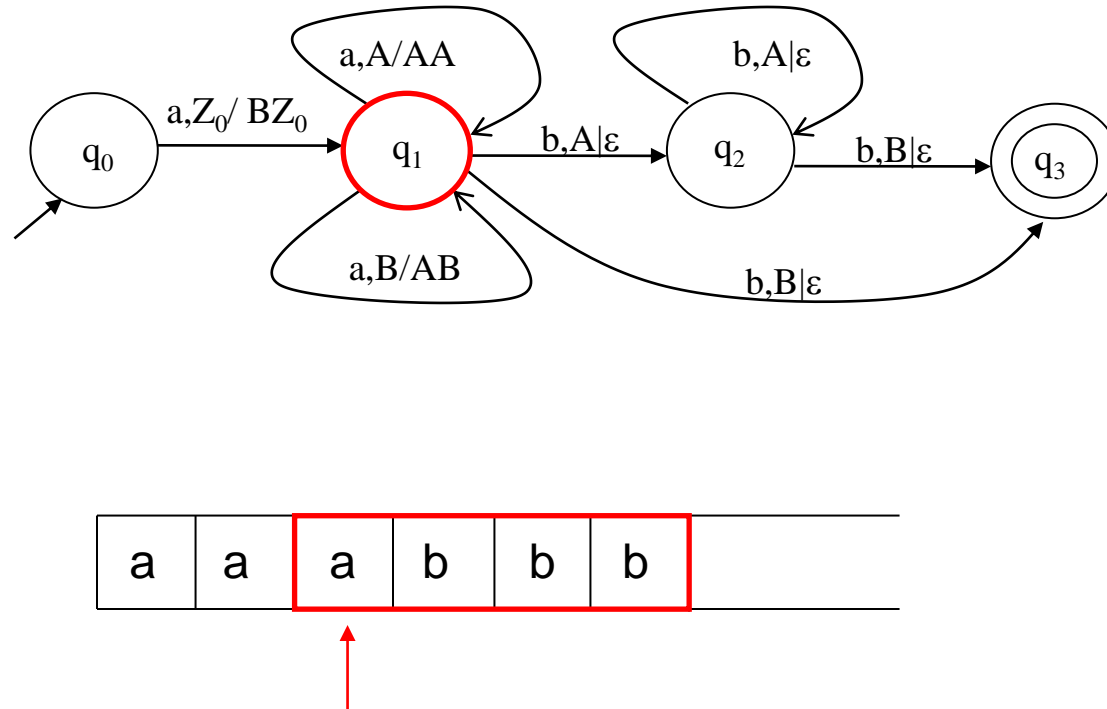 a,A/AA
b,A|ε
a,Z₀/ BZ₀
q₀
q₁
b,A|ε
q₂
b,B|ε
q₃
a,B/AB
b,B|ε
a a a b b b